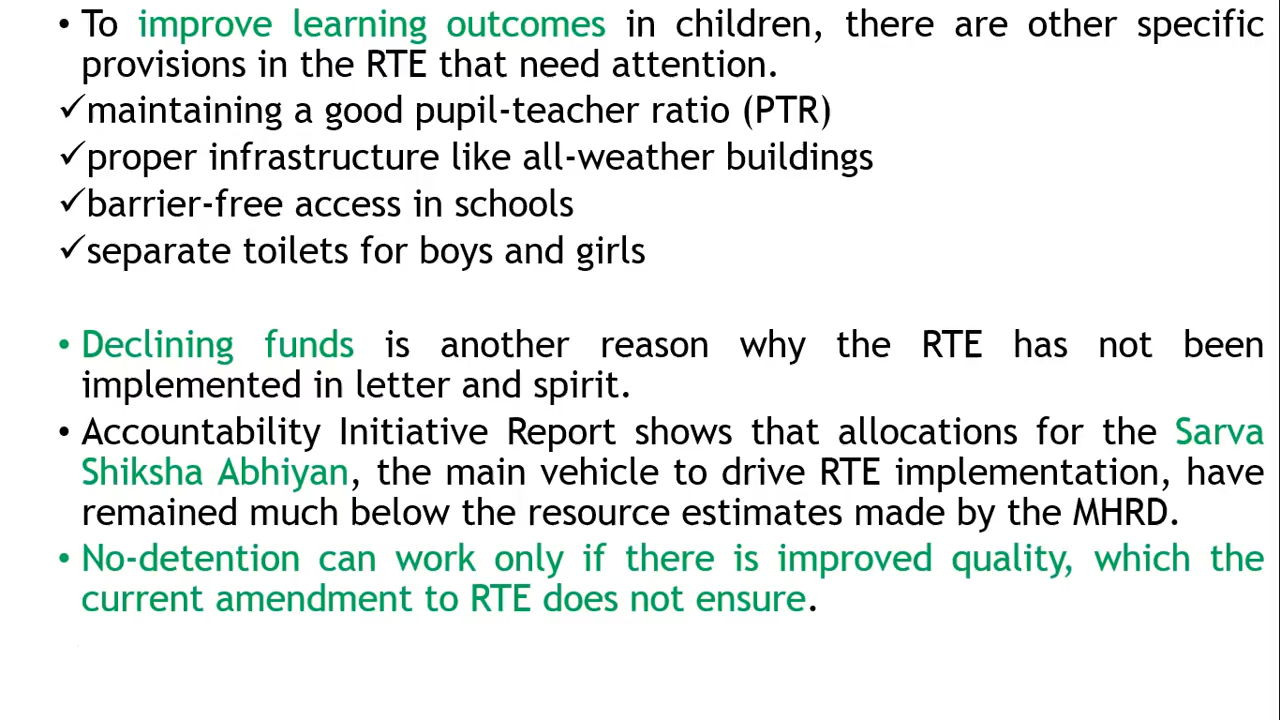 • To improve learning outcomes in children, there are other specific
provisions in the RTE that need attention.
✓maintaining a good pupil-teacher ratio (PTR)
✓proper infrastructure like all-weather buildings
✓barrier-free access in schools
✓separate toilets for boys and girls
• Declining funds is another reason why the RTE has not been
implemented in letter and spirit.
• Accountability Initiative Report shows that allocations for the Sarva
Shiksha Abhiyan, the main vehicle to drive RTE implementation, have
remained much below the resource estimates made by the MHRD.
• No-detention can work only if there is improved quality, which the
current amendment to RTE does not ensure.